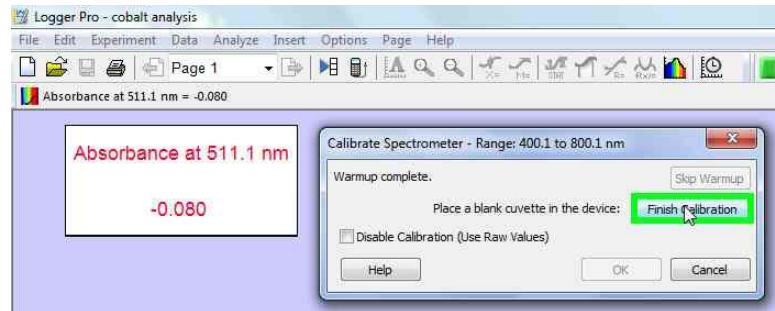 Logger Pro - cobalt analysis
File Edit Experiment Data Analyze Insert Options Page Help
Page 1
Absorbance at 511.1 nm = -0.080
Absorbance at 511.1 nm
-0.080
Calibrate Spectrometer - Range: 400.1 to 800.1 nm
Warmup complete.
Skip Warmup
Place a blank cuvette in the device:
Finish Calibration
Disable Calibration (Use Raw Values)
Help
OK
Cancel